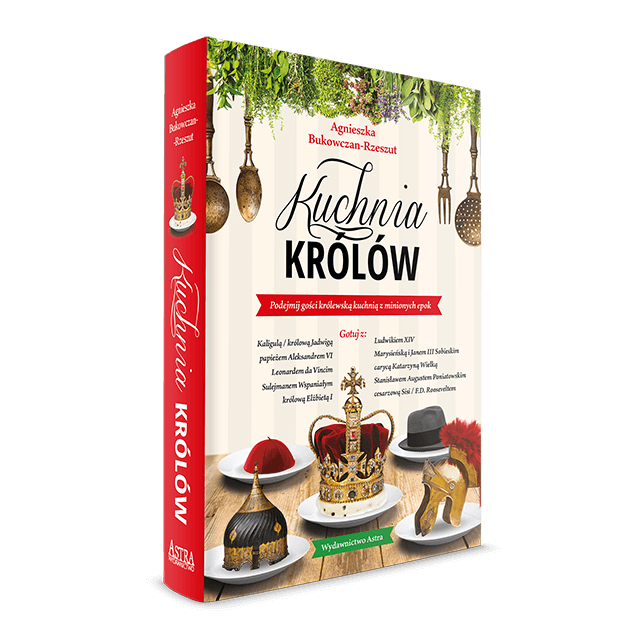 Agnieszka
Bukowczan-
-Rzeszut
Kuchnia
KRÓLÓW
ASTRA
WYDAWNICTWO
Agnieszka
Bukowczan-Rzeszut
Kuchnia
KRÓLÓW
Podejmij gości królewską kuchnią z minionych epok
Gotuj z:
Kaligulą / królową Jadwigą
papieżem Aleksandrem VI
Leonardem da Vincim
Sulejmanem Wspaniałym
królową Elżbietą I
Ludwikiem XIV
Marysieńską i Janem III Sobieskim
carycą Katarzyną Wielką
Stanisławem Augustem Poniatowskim
cesarzową Sisi / F.D. Rooseveltem
Wydawnictwo Astra